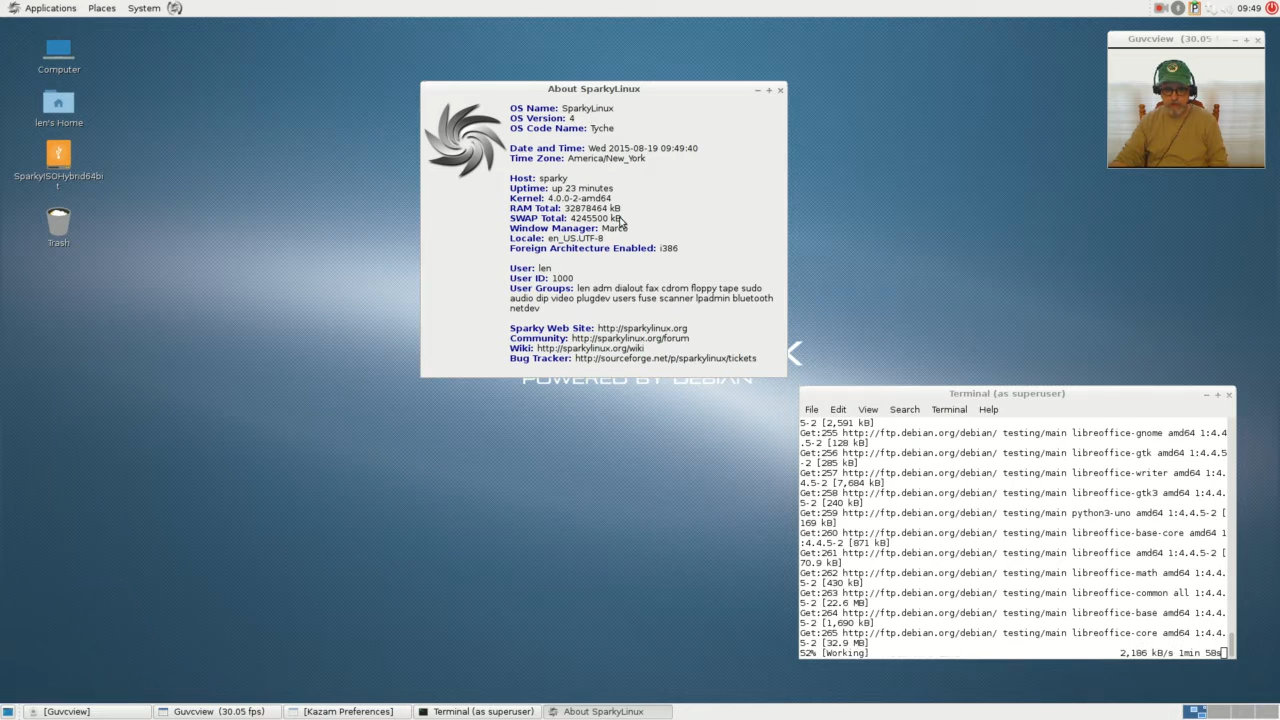 Applications Places System
09:49
Computer
len's Home
SparkyISOHybrid64bi
t
Trash
About SparkyLinux
OS Name: SparkyLinux
OS Version: 4
OS Code Name: Tyche
Date and Time: Wed 2015-08-19 09:49:40
Time Zone: America/New_York
Host: sparky
Uptime: up 23 minutes
Kernel: 4.0.0-2-amd64
RAM Total: 32878464 kB
SWAP Total: 4245500 kB
Window Manager: Marco
Locale: en_US.UTF-8
Foreign Architecture Enabled: i386
User: len
User ID: 1000
User Groups: len adm dialout fax cdrom floppy tape sudo
audio dip video plugdev users fuse scanner lpadmin bluetooth
netdev
Sparky Web Site: http://sparkylinux.org
Community: http://sparkylinux.org/forum
Wiki: http://sparkylinux.org/wiki
Bug Tracker: http://sourceforge.net/p/sparkylinux/tickets
POWERED BY DEBIAN
Guvcview (30.05
Terminal (as superuser)
File Edit View Search Terminal Help
5-2 [2,591 kB]
Get:255 http://ftp.debian.org/debian/ testing/main libreoffice-gnome amd64 1:4.4
.5-2 [128 kB]
Get:256 http://ftp.debian.org/debian/ testing/main libreoffice-gtk amd64 1:4.4.5
-2 [285 kB]
Get:257 http://ftp.debian.org/debian/ testing/main libreoffice-writer amd64 1:4.
4.5-2 [7,684 kB]
Get:258 http://ftp.debian.org/debian/ testing/main libreoffice-gtk3 amd64 1:4.4.
5-2 [240 kB]
Get:259 http://ftp.debian.org/debian/ testing/main python3-uno amd64 1:4.4.5-2 [
169 kB]
Get:260 http://ftp.debian.org/debian/ testing/main libreoffice-base-core amd64 1
:4.4.5-2 [871 kB]
Get:261 http://ftp.debian.org/debian/ testing/main libreoffice amd64 1:4.4.5-2 [
70.9 kB]
Get:262 http://ftp.debian.org/debian/ testing/main libreoffice-math amd64 1:4.4.
5-2 [430 kB]
Get:263 http://ftp.debian.org/debian/ testing/main libreoffice-common all 1:4.4.
5-2 [22.6 MB]
Get:264 http://ftp.debian.org/debian/ testing/main libreoffice-base amd64 1:4.4.
5-2 [1,690 kB]
Get:265 http://ftp.debian.org/debian/ testing/main libreoffice-core amd64 1:4.4.
5-2 [32.9 MB]
52% [Working] 2,186 kB/s 1min 58s
[Guvcview] Guvcview (30.05 fps) [Kazam Preferences] Terminal (as superuser) About SparkyLinux